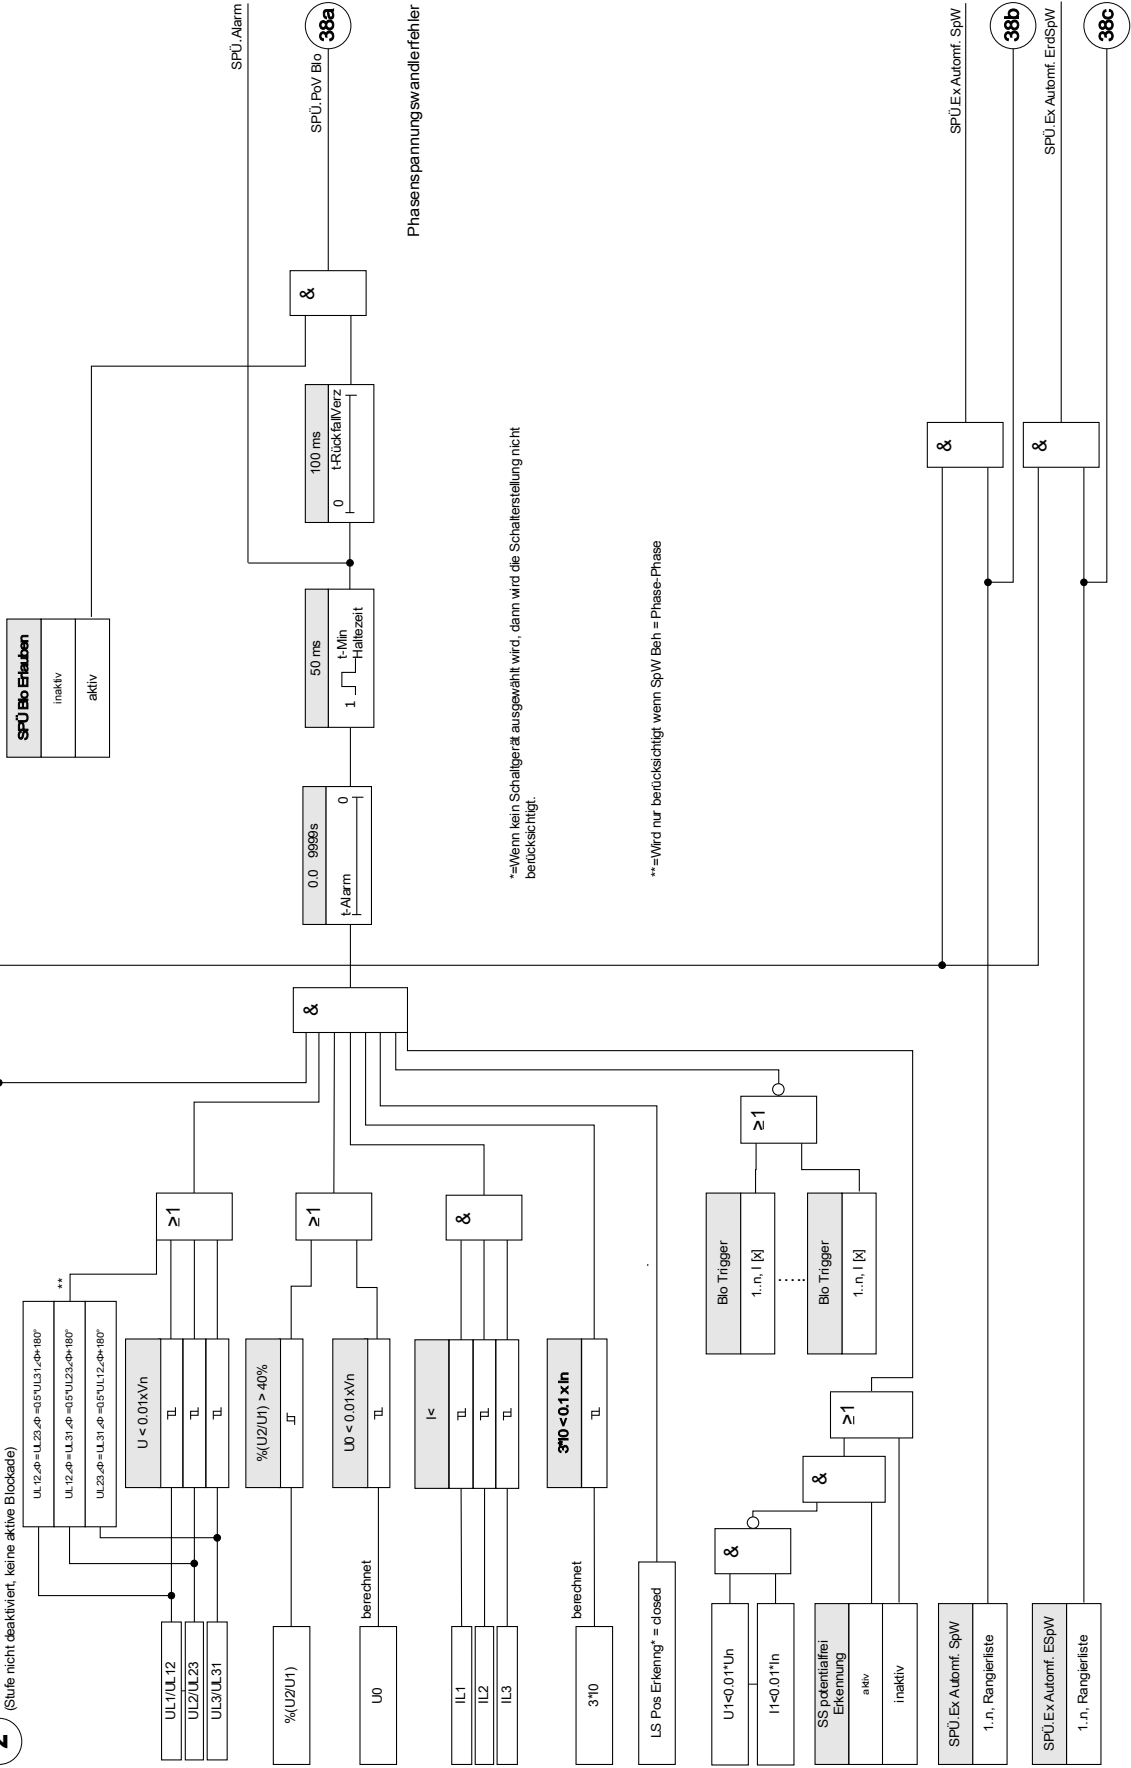 2
(Stufe nicht deaktiviert, keine aktive Blockade)
UL12∠Φ=UL23∠Φ=0.5*UL31∠Φ+180°
UL12∠Φ=UL31∠Φ=0.5*UL23∠Φ+180°
UL23∠Φ=UL31∠Φ=0.5*UL12∠Φ+180°
**
UL1/UL12
UL2/UL23
UL3/UL31
U < 0.01xVn
≥1
%(U2/U1)
%(U2/U1) > 40%
≥1
U0
berechnet
U0 < 0.01xVn
IL1
IL2
IL3
I<
&
3*I0
berechnet
3*I0 < 0.1 x In
LS Pos Erkenng* = closed
Blo Trigger
1..n, I [x]
Blo Trigger
1..n, I [x]
≥1
U1<0.01*Un
I1<0.01*In
&
SS potentialfrei
Erkennung
aktiv
inaktiv
&
≥1
&
0.0 9999s
t-Alarm
0
50 ms
1
t-Min
Haltezeit
100 ms
0
t-RückfallVerz
SPÜ Blo Erlauben
inaktiv
aktiv
&
SPÜ.Alarm
SPÜ.PoV Blo
38a
Phasenspannungswandlerfehler
*=Wenn kein Schaltgerät ausgewählt wird, dann wird die Schalterstellung nicht
berücksichtigt.
**=Wird nur berücksichtigt wenn SpW Beh = Phase-Phase
SPÜ.Ex Automf. SpW
1..n, Rangierliste
&
SPÜ.Ex Automf. SpW
38b
SPÜ.Ex Automf. ESpW
1..n, Rangierliste
&
SPÜ.Ex Automf. ErdSpW
38c